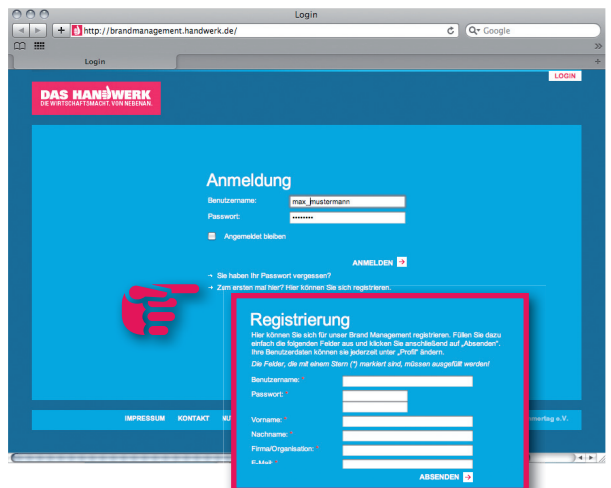 Login
http://brandmanagement.handwerk.de/
Google
Login
LOGIN
DAS HANDWERK
DIE WIRTSCHAFTSMACHT. VON NEBENAN.
Anmeldung
Benutzername: max_mustermann
Passwort: ••••••••
Angemeldet bleiben
ANMELDEN
→ Sie haben Ihr Passwort vergessen?
→ Zum ersten mal hier? Hier können Sie sich registrieren.
Registrierung
Hier können Sie sich für unser Brand Management registrieren. Füllen Sie dazu
einfach die folgenden Felder aus und klicken Sie anschließend auf „Absenden“.
Ihre Benutzerdaten können sie jederzeit unter „Profil“ ändern.
Die Felder, die mit einem Stern (*) markiert sind, müssen ausgefüllt werden!
Benutzername: *
Passwort: *
Vorname: *
Nachname: *
Firma/Organisation: *
E-Mail: *
ABSENDEN
IMPRESSUM KONTAKT
e.V.